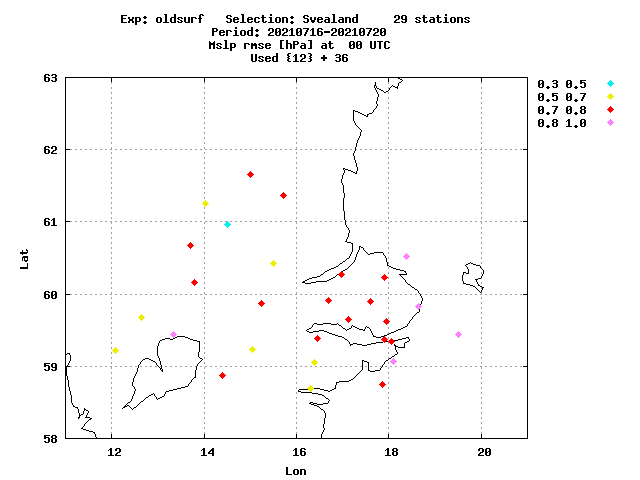 Exp: oldsurf   Selection: Svealand     29 stations
Period: 20210716-20210720
Mslp rmse [hPa] at  00 UTC
Used {12} + 36
63
62
61
60
59
58
Lat
12 14 16 18 20
Lon
0.3 0.5
0.5 0.7
0.7 0.8
0.8 1.0